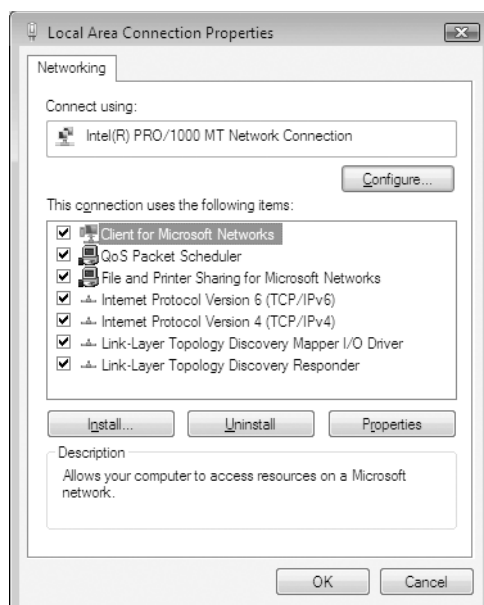 Local Area Connection Properties
Networking
Connect using:
Intel(R) PRO/1000 MT Network Connection
Configure...
This connection uses the following items:
Client for Microsoft Networks
QoS Packet Scheduler
File and Printer Sharing for Microsoft Networks
Internet Protocol Version 6 (TCP/IPv6)
Internet Protocol Version 4 (TCP/IPv4)
Link-Layer Topology Discovery Mapper I/O Driver
Link-Layer Topology Discovery Responder
Install... Uninstall Properties
Description
Allows your computer to access resources on a Microsoft
network.
OK Cancel